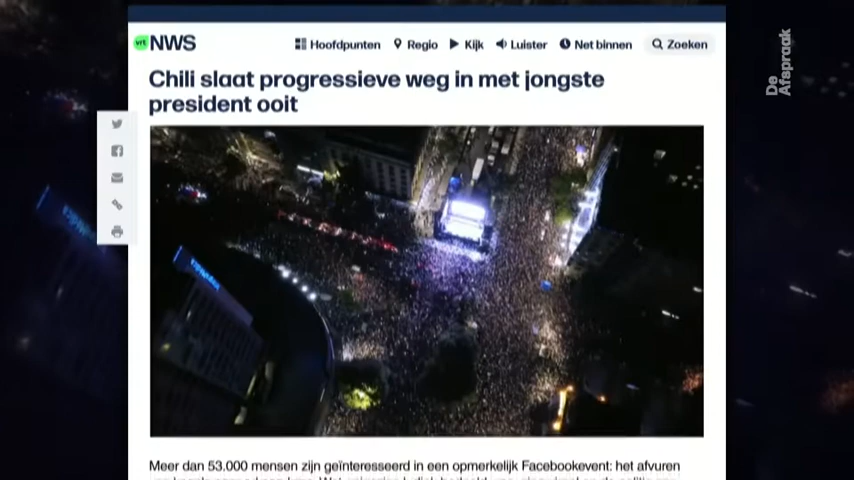 De Afspraak
vrt NWS
Hoofdpunten Regio Kijk Luister Net binnen Zoeken
Chili slaat progressieve weg in met jongste
president ooit
Meer dan 53.000 mensen zijn geïnteresseerd in een opmerkelijk Facebookevent: het afvuren